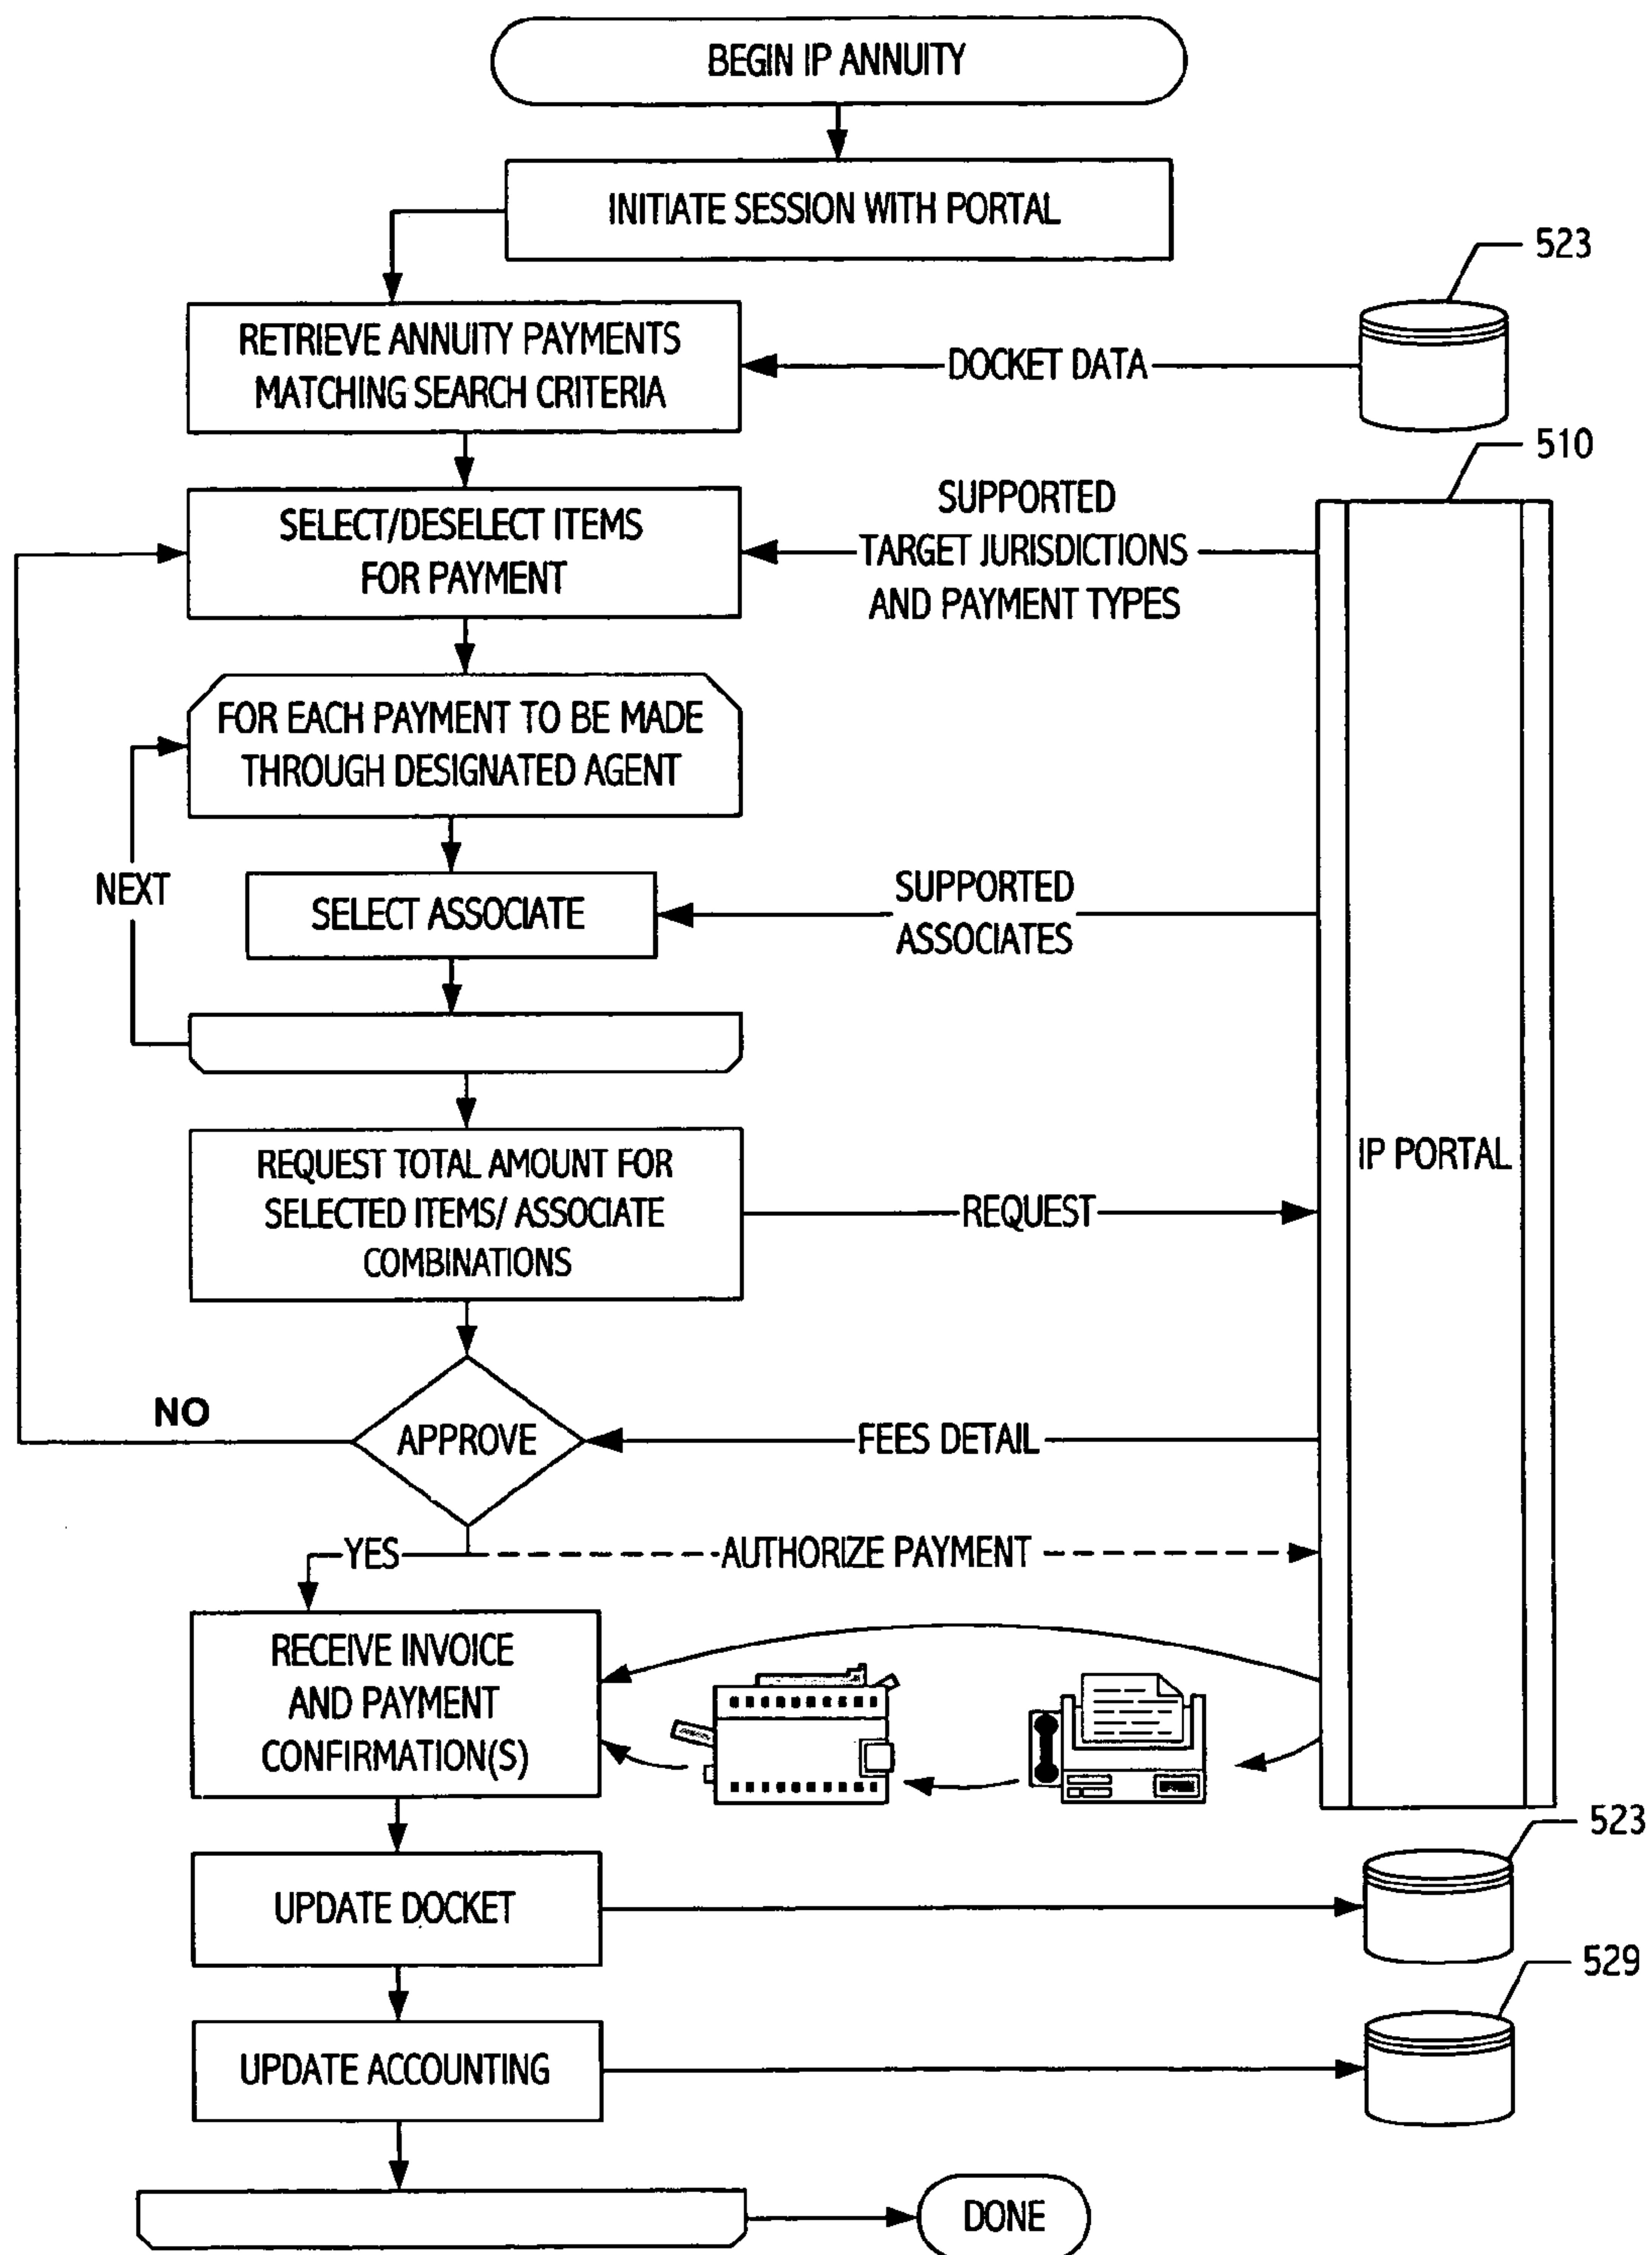 BEGIN IP ANNUITY
INITIATE SESSION WITH PORTAL
523
RETRIEVE ANNUITY PAYMENTS
MATCHING SEARCH CRITERIA
DOCKET DATA
510
SELECT/DESELECT ITEMS
FOR PAYMENT
SUPPORTED
TARGET JURISDICTIONS
AND PAYMENT TYPES
FOR EACH PAYMENT TO BE MADE
THROUGH DESIGNATED AGENT
NEXT
SELECT ASSOCIATE
SUPPORTED
ASSOCIATES
IP PORTAL
REQUEST TOTAL AMOUNT FOR
SELECTED ITEMS/ ASSOCIATE
COMBINATIONS
REQUEST
NO
APPROVE
FEES DETAIL
YES
AUTHORIZE PAYMENT
RECEIVE INVOICE
AND PAYMENT
CONFIRMATION(S)
523
UPDATE DOCKET
529
UPDATE ACCOUNTING
DONE